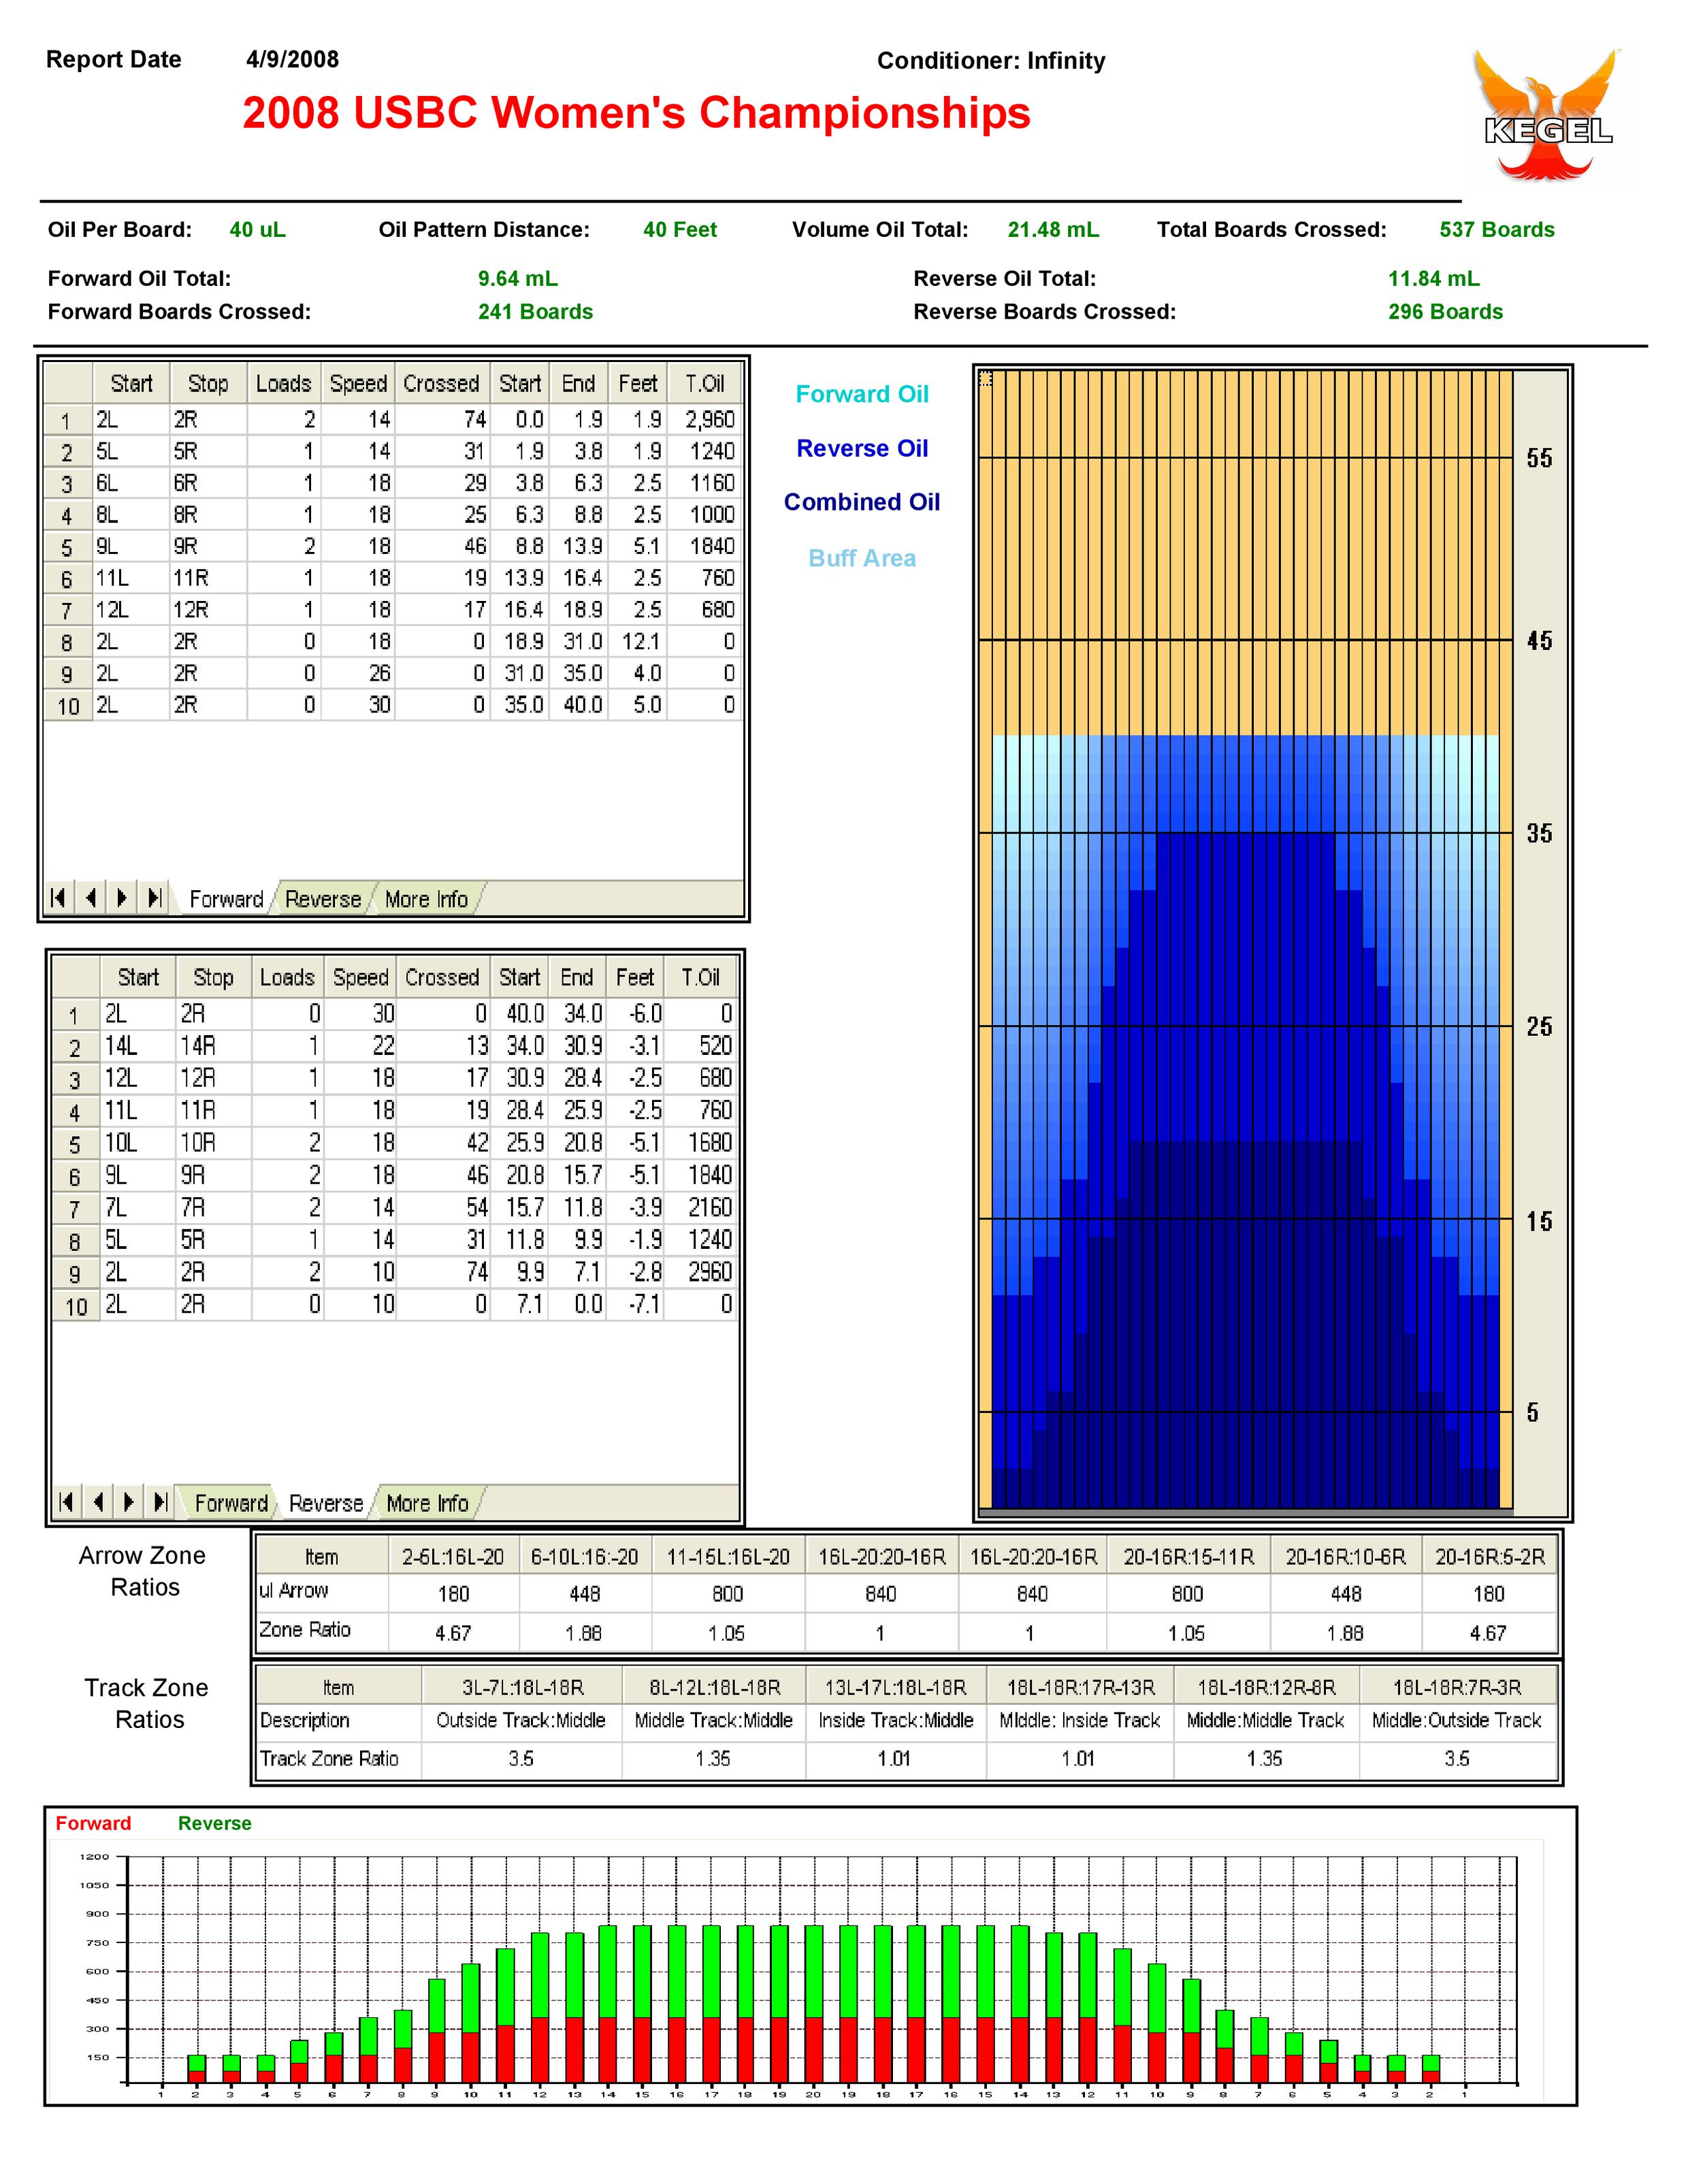 Report Date 4/9/2008 Conditioner: Infinity
2008 USBC Women's Championships
KEGEL
Oil Per Board: 40 uL Oil Pattern Distance: 40 Feet Volume Oil Total: 21.48 mL Total Boards Crossed: 537 Boards
Forward Oil Total: 9.64 mL Reverse Oil Total: 11.84 mL
Forward Boards Crossed: 241 Boards Reverse Boards Crossed: 296 Boards
Start Stop Loads Speed Crossed Start End Feet T.Oil
1 2L 2R 2 14 74 0.0 1.9 1.9 2,960
2 5L 5R 1 14 31 1.9 3.8 1.9 1240
3 6L 6R 1 18 29 3.8 6.3 2.5 1160
4 8L 8R 1 18 25 6.3 8.8 2.5 1000
5 9L 9R 2 18 46 8.8 13.9 5.1 1840
6 11L 11R 1 18 19 13.9 16.4 2.5 760
7 12L 12R 1 18 17 16.4 18.9 2.5 680
8 2L 2R 0 18 0 18.9 31.0 12.1 0
9 2L 2R 0 26 0 31.0 35.0 4.0 0
10 2L 2R 0 30 0 35.0 40.0 5.0 0
Forward Reverse More Info
Forward Oil
Reverse Oil
Combined Oil
Buff Area
55
45
35
25
15
5
Start Stop Loads Speed Crossed Start End Feet T.Oil
1 2L 2R 0 30 0 40.0 34.0 -6.0 0
2 14L 14R 1 22 13 34.0 30.9 -3.1 520
3 12L 12R 1 18 17 30.9 28.4 -2.5 680
4 11L 11R 1 18 19 28.4 25.9 -2.5 760
5 10L 10R 2 18 42 25.9 20.8 -5.1 1680
6 9L 9R 2 18 46 20.8 15.7 -5.1 1840
7 7L 7R 2 14 54 15.7 11.8 -3.9 2160
8 5L 5R 1 14 31 11.8 9.9 -1.9 1240
9 2L 2R 2 10 74 9.9 7.1 -2.8 2960
10 2L 2R 0 10 0 7.1 0.0 -7.1 0
Forward Reverse More Info
Arrow Zone
Ratios
Item 2-5L:16L-20 6-10L:16:-20 11-15L:16L-20 16L-20:20-16R 16L-20:20-16R 20-16R:15-11R 20-16R:10-6R 20-16R:5-2R
ul Arrow 180 448 800 840 840 800 448 180
Zone Ratio 4.67 1.88 1.05 1 1 1.05 1.88 4.67
Track Zone
Ratios
Item 3L-7L:18L-18R 8L-12L:18L-18R 13L-17L:18L-18R 18L-18R:17R-13R 18L-18R:12R-8R 18L-18R:7R-3R
Description Outside Track:Middle Middle Track:Middle Inside Track:Middle MIddle: Inside Track Middle:Middle Track Middle:Outside Track
Track Zone Ratio 3.5 1.35 1.01 1.01 1.35 3.5
Forward Reverse
1200
1050
900
750
600
450
300
150
1 2 3 4 5 6 7 8 9 10 11 12 13 14 15 16 17 18 19 20 19 18 17 16 15 14 13 12 11 10 9 8 7 6 5 4 3 2 1